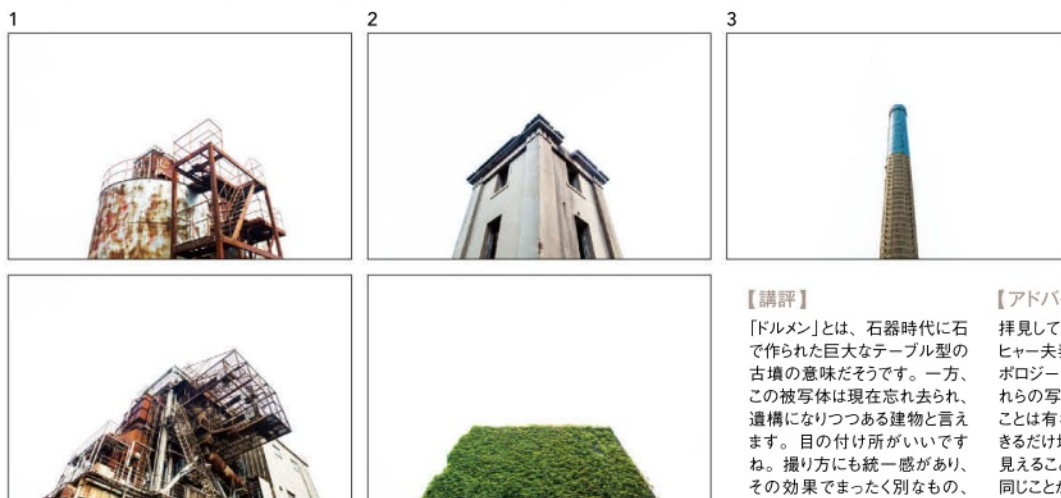 1
2
3
【講評】
「ドルメン」とは、石器時代に石
で作られた巨大なテーブル型の
古墳の意味だそうです。一方、
この被写体は現在忘れ去られ、
遺構になりつつある建物と言え
ます。目の付け所がいいです
ね。撮り方にも統一感があり、
その効果でまったく別なもの、
【アドバ
拝見して
ヒャー夫妻
ポロジー
れらの写
ことは有
きるだけ
見えるこ
同じことが